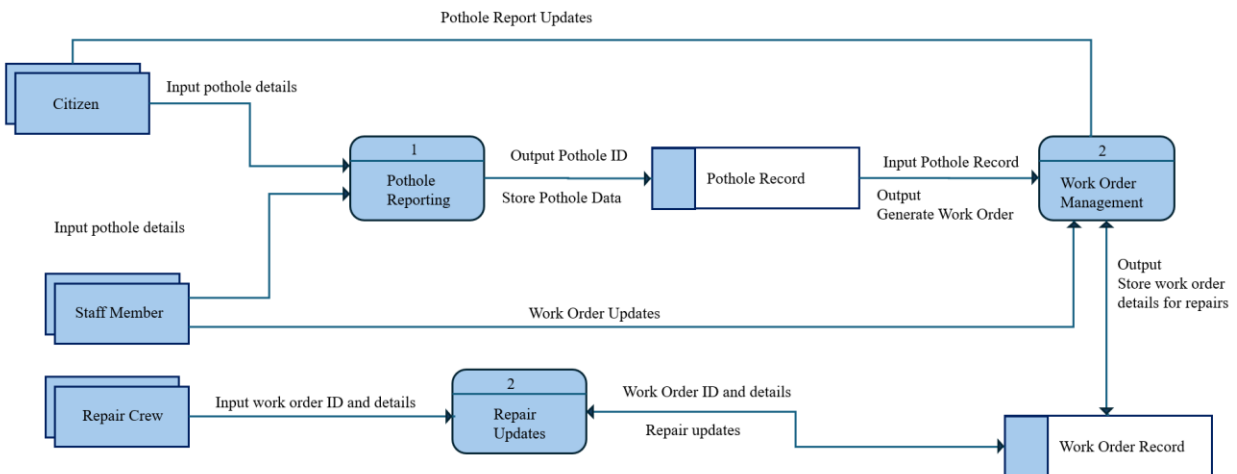 Pothole Report Updates
Citizen
Input pothole details
1
Pothole
Reporting
Output Pothole ID
Store Pothole Data
Pothole Record
Input Pothole Record
Output
Generate Work Order
2
Work Order
Management
Input pothole details
Staff Member
Work Order Updates
Output
Store work order
details for repairs
Repair Crew
Input work order ID and details
2
Repair
Updates
Work Order ID and details
Repair updates
Work Order Record